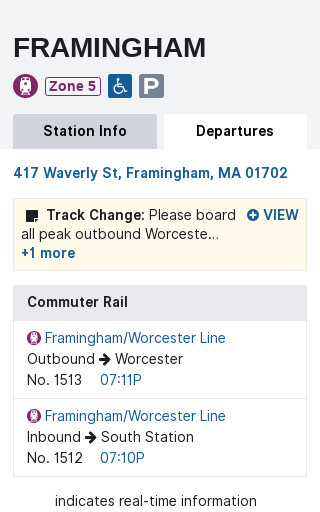 FRAMINGHAM
Zone 5 P
Station Info Departures
417 Waverly St, Framingham, MA 01702
Track Change: Please board VIEW
all peak outbound Worceste...
+1 more
Commuter Rail
Framingham/Worcester Line
Outbound → Worcester
No. 1513 07:11P
Framingham/Worcester Line
Inbound → South Station
No. 1512 07:10P
indicates real-time information